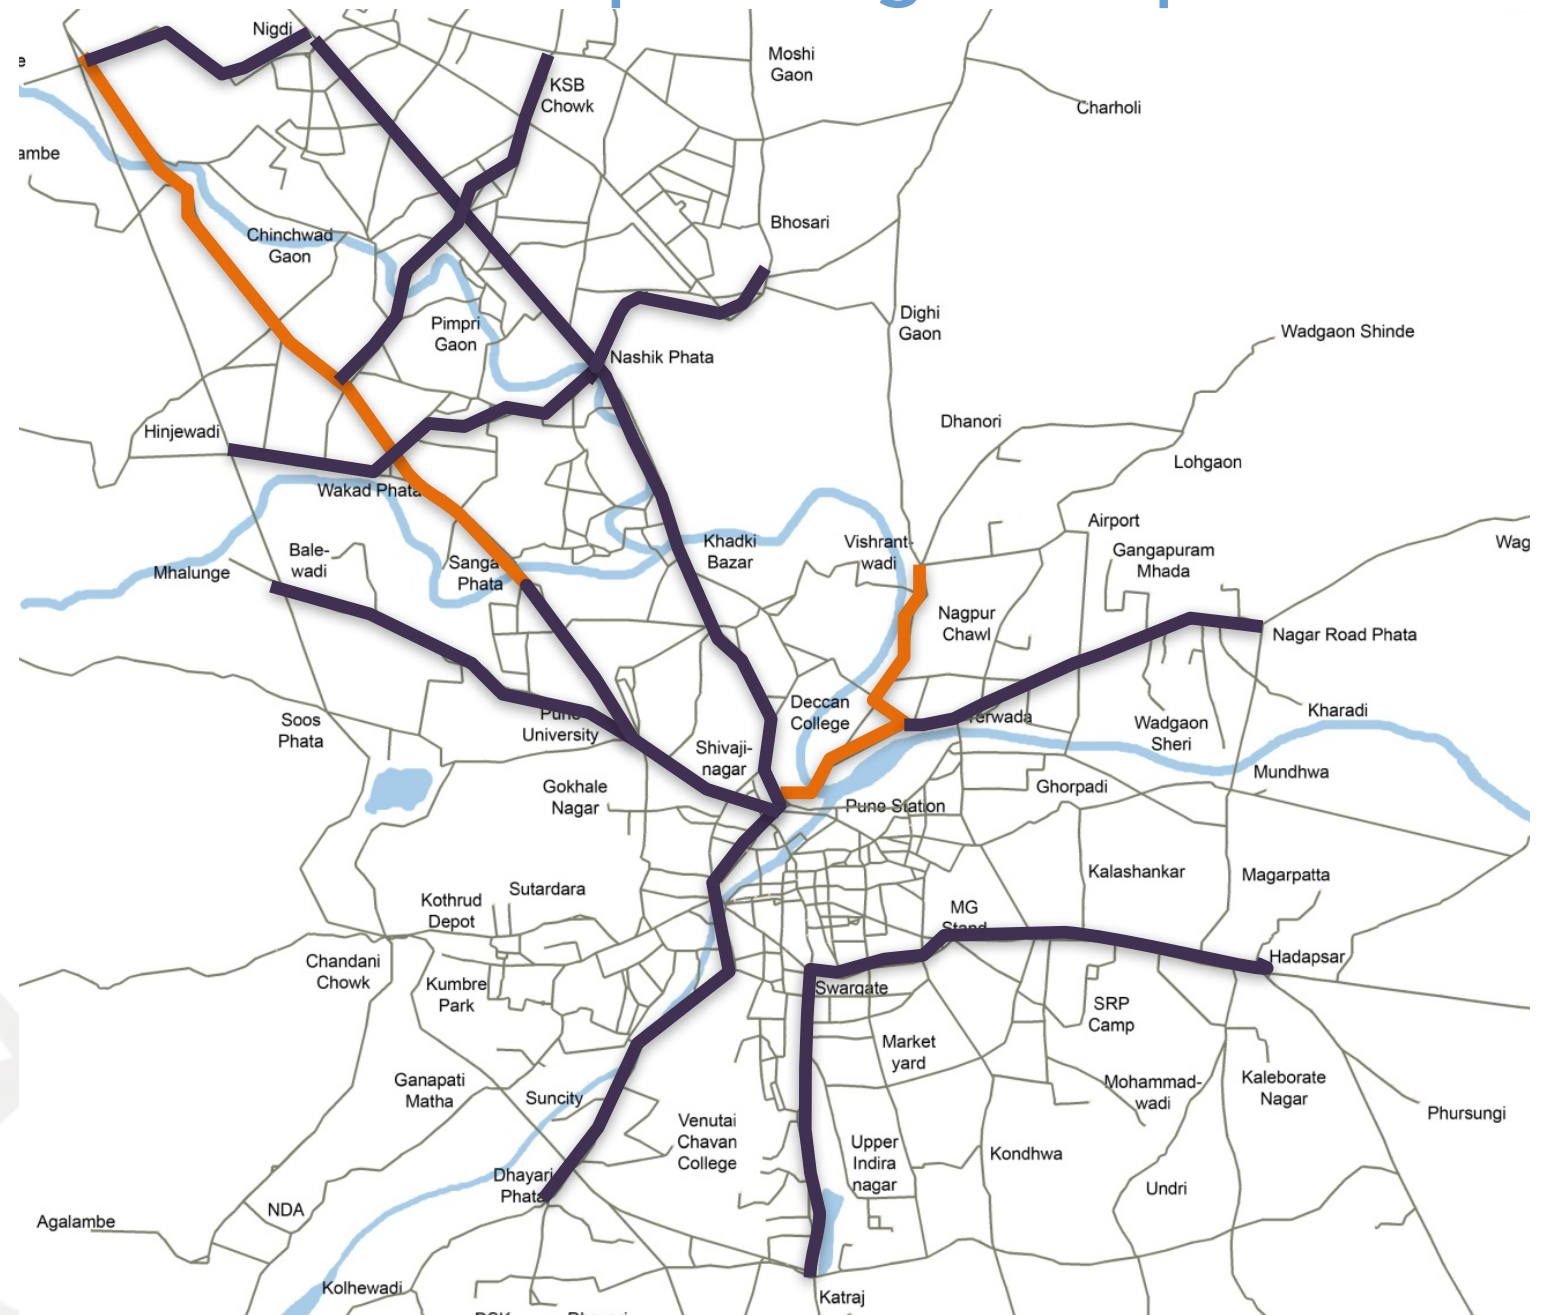 Nigdi
KSB
Chowk
Moshi
Gaon
Charholi
ambe
Bhosari
Chinchwad
Gaon
Pimpri
Gaon
Dighi
Gaon
Wadgaon Shinde
Nashik Phata
Dhanori
Hinjewadi
Lohgaon
Wakad Phata
Airport
Khadki
Bazar
Vishrant-
wadi
Gangapuram
Mhada
Wag
Bale-
wadi
Mhalunge
Sanga
Phata
Nagpur
Chawl
Nagar Road Phata
Deccan
College
Yerwada
Kharadi
Soos
Phata
Pune
University
Wadgaon
Sheri
Shivaji-
nagar
Mundhwa
Gokhale
Nagar
Ghorpadi
Pune Station
Kalashankar
Magarpatta
Sutardara
Kothrud
Depot
MG
Stand
Hadapsar
Chandani
Chowk
Kumbre
Park
Swargate
SRP
Camp
Market
yard
Ganapati
Matha
Suncity
Mohammad-
wadi
Kaleborate
Nagar
Phursungi
Venutai
Chavan
College
Upper
Indira
nagar
Kondhwa
Dhayari
Phata
Undri
NDA
Agalambe
Kolhewadi
Katraj